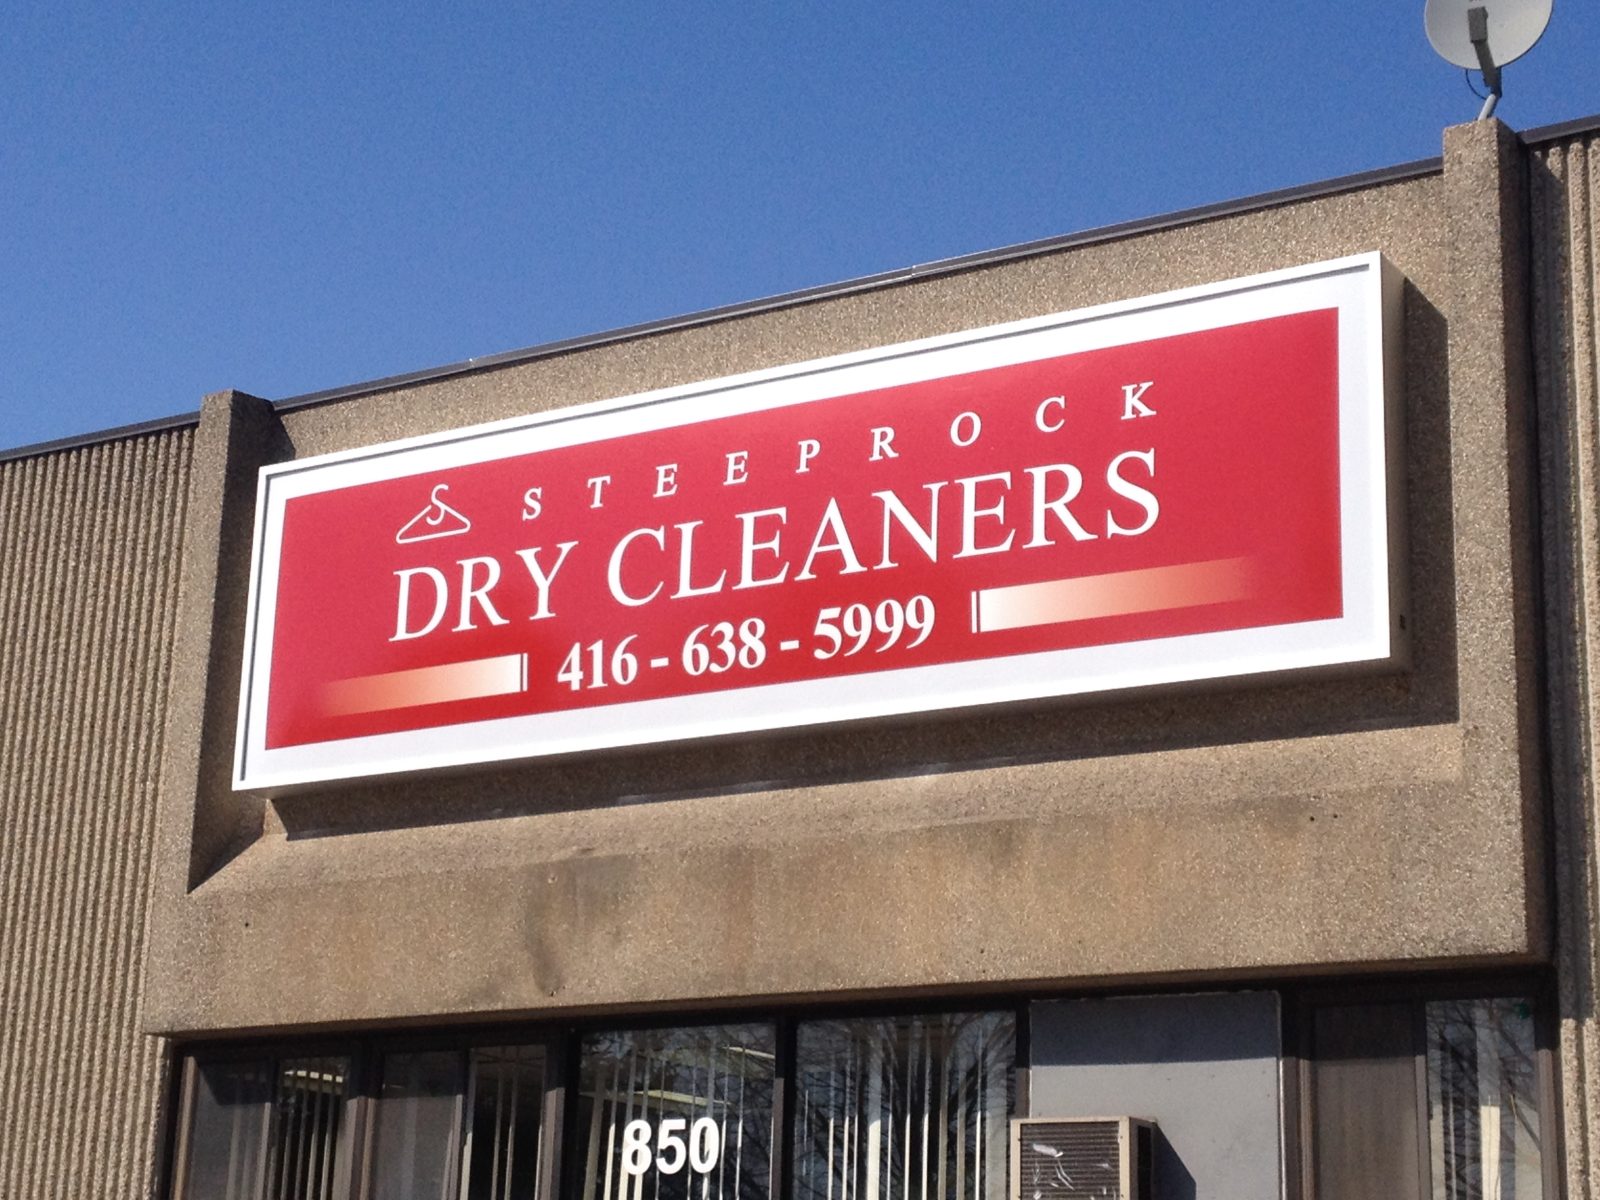 STEEPROCK
DRY CLEANERS
416 - 638 - 5999
850